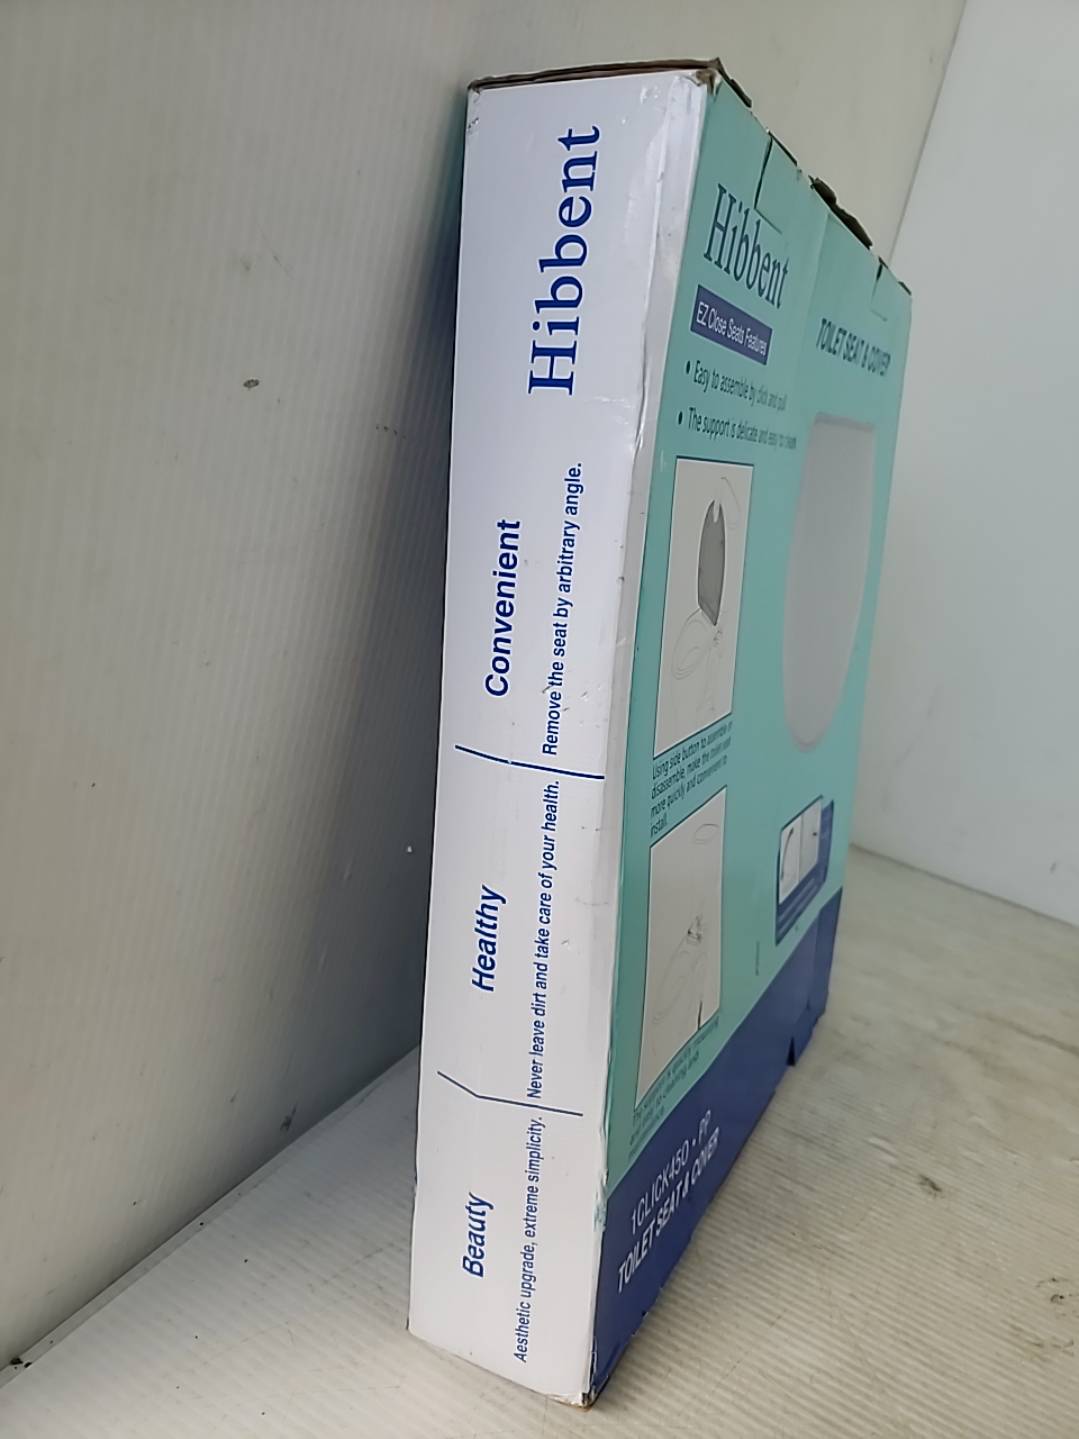 Hibbent
Convenient
Remove the seat by arbitrary angle.
Healthy
Never leave dirt and take care of your health.
Beauty
Aesthetic upgrade, extreme simplicity.
Hibbent
EZ Close Seats Features
• Easy to assemble by click and pull
• The support is delicate and easy to clean
Using side button to assemble or
disassemble, make the toilet seat
more quickly and convenient to
install.
TOILET SEAT & COVER
1CLICK450 • PP
TOILET SEAT & COVER